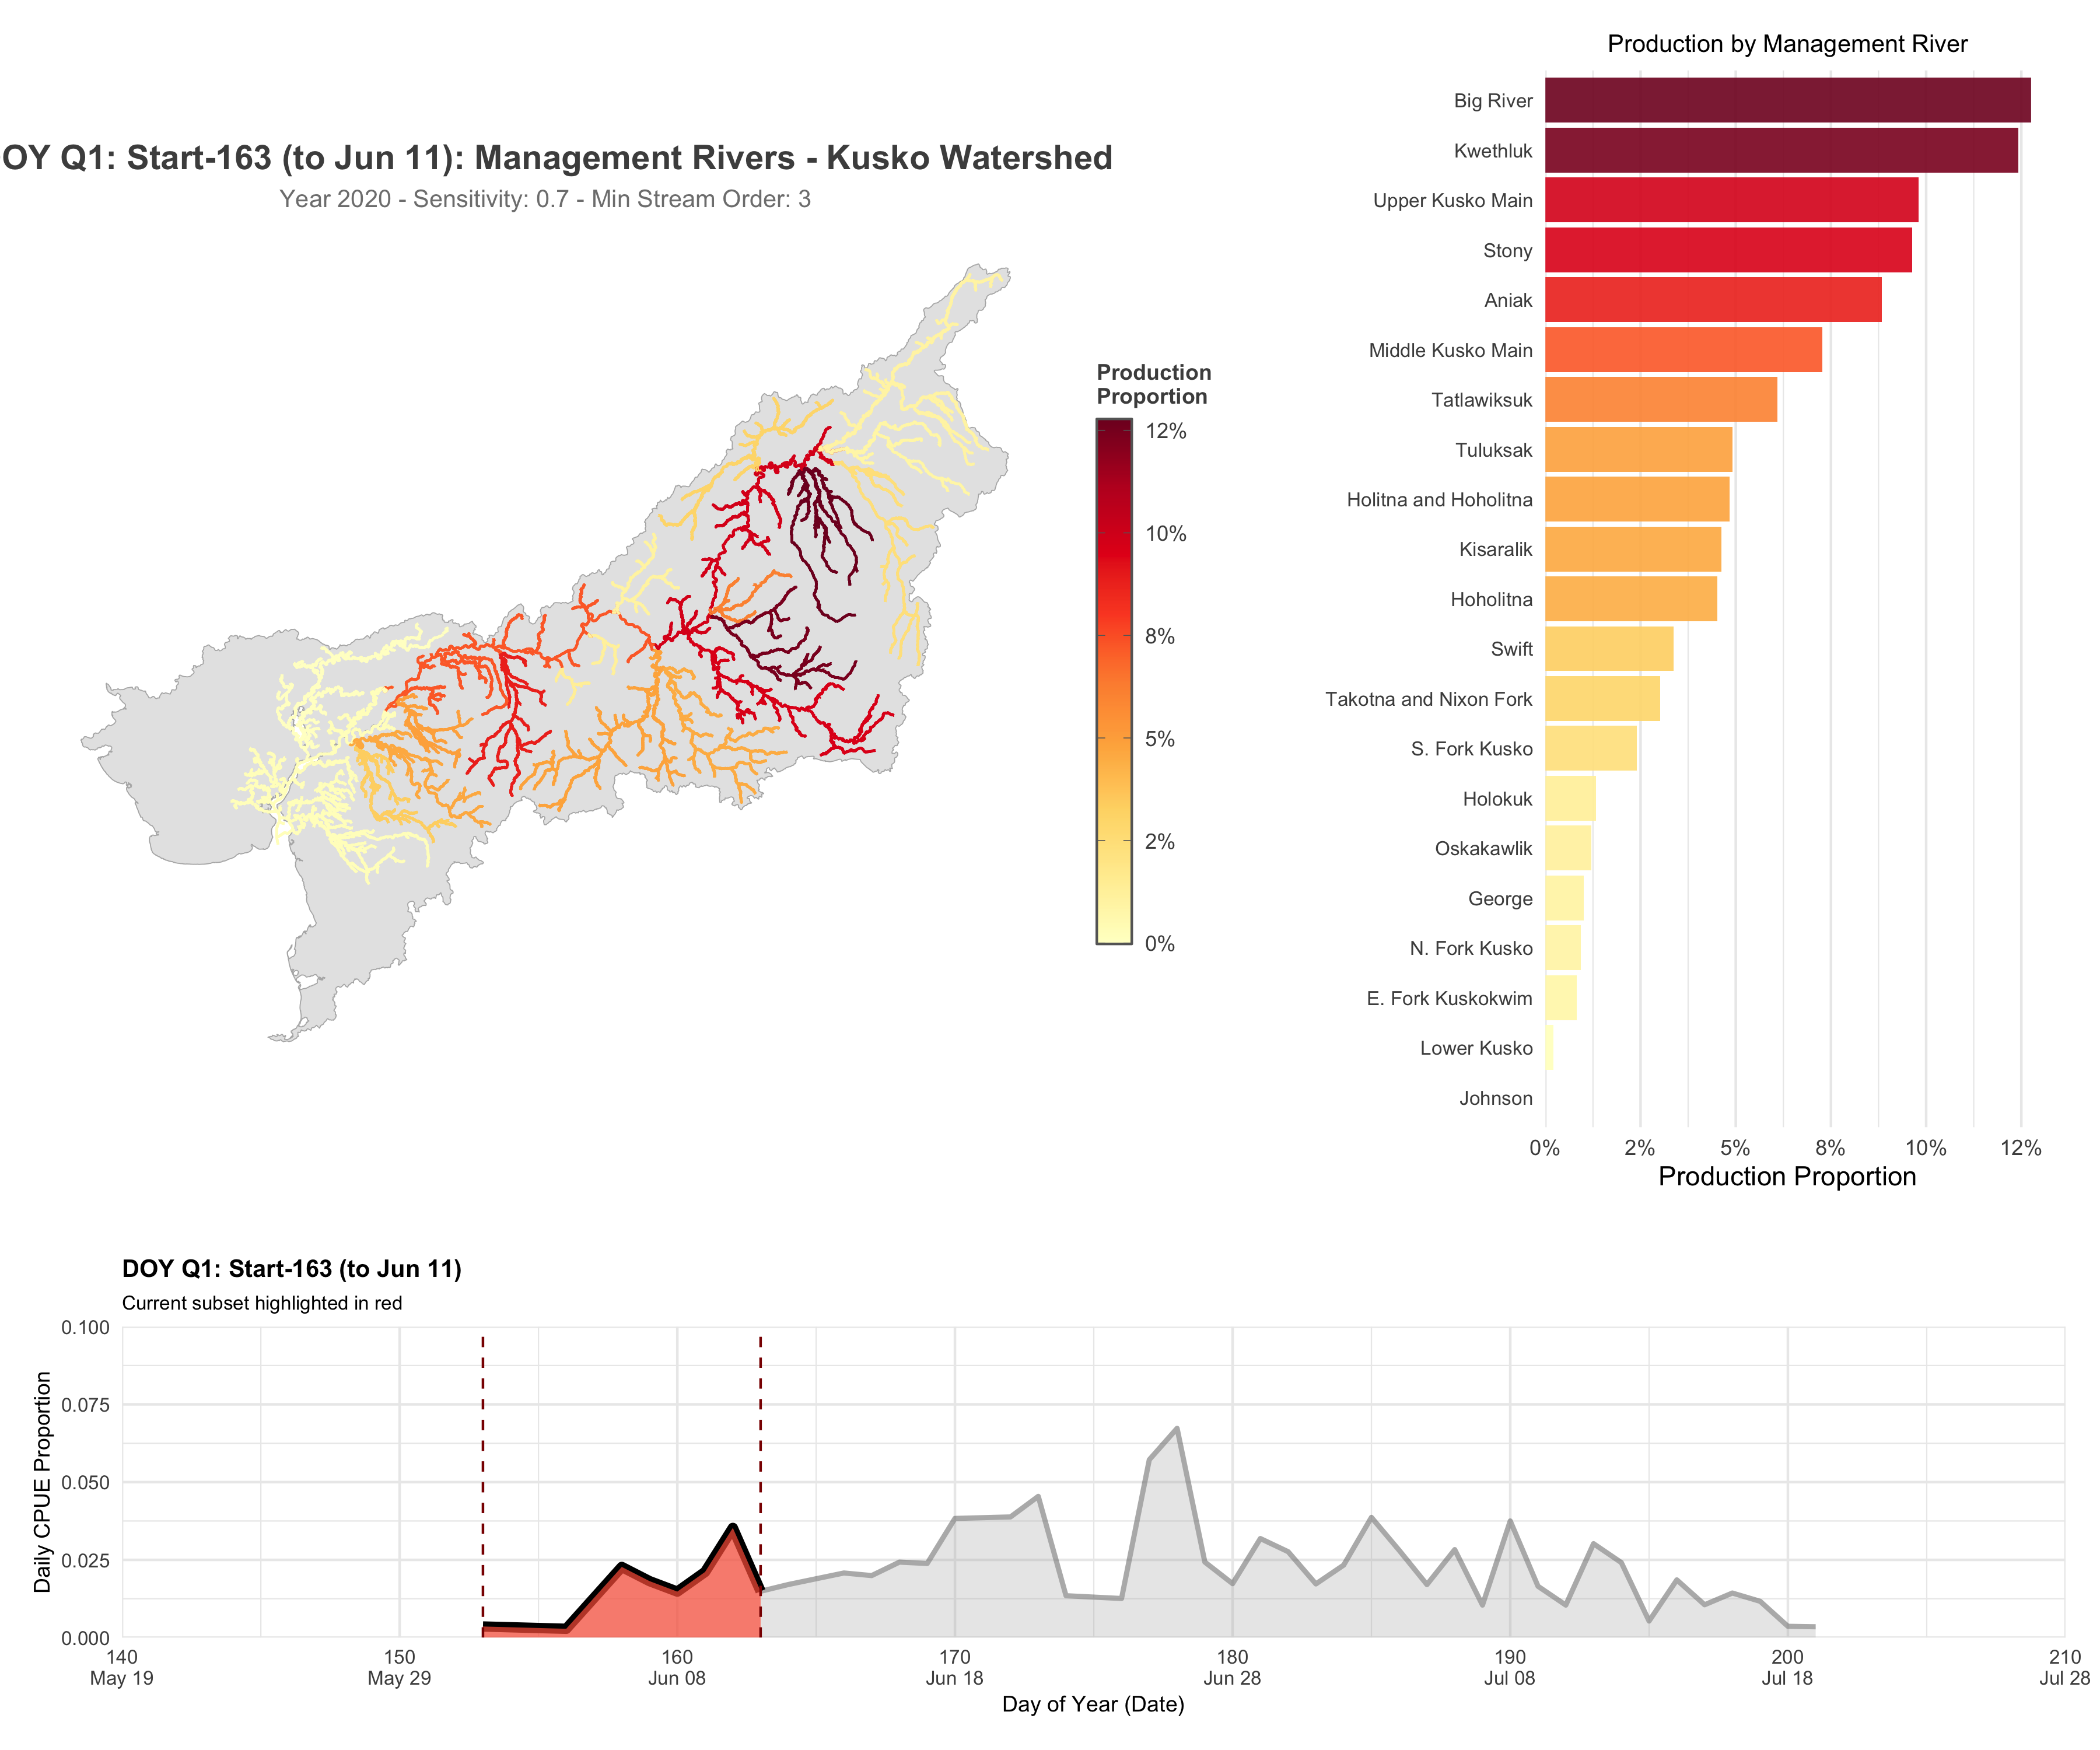 Production by Management River
OY Q1: Start-163 (to Jun 11): Management Rivers - Kusko Watershed
Year 2020 - Sensitivity: 0.7 - Min Stream Order: 3
Production
Proportion
12%
10%
8%
5%
2%
0%
Big River
Kwethluk
Upper Kusko Main
Stony
Aniak
Middle Kusko Main
Tatlawiksuk
Tuluksak
Holitna and Hoholitna
Kisaralik
Hoholitna
Swift
Takotna and Nixon Fork
S. Fork Kusko
Holokuk
Oskakawlik
George
N. Fork Kusko
E. Fork Kuskokwim
Lower Kusko
Johnson
0% 2% 5% 8% 10% 12%
Production Proportion
DOY Q1: Start-163 (to Jun 11)
Current subset highlighted in red
Daily CPUE Proportion
0.100
0.075
0.050
0.025
0.000
140 150 160 170 180 190 200 210
May 19 May 29 Jun 08 Jun 18 Jun 28 Jul 08 Jul 18 Jul 28
Day of Year (Date)